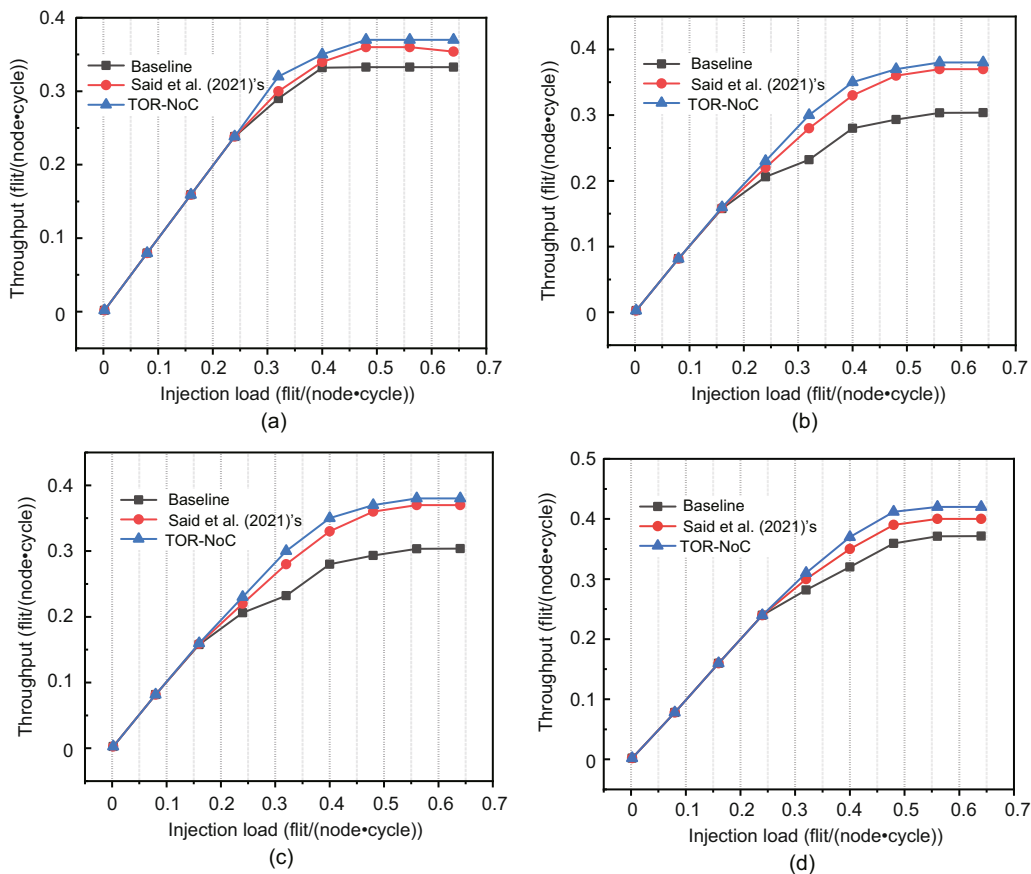 0.4
0.3
0.2
0.1
0
Throughput (flit/(node•cycle))
Baseline
Said et al. (2021)'s
TOR-NoC
0 0.1 0.2 0.3 0.4 0.5 0.6 0.7
Injection load (flit/(node•cycle))
(a)
0.4
0.3
0.2
0.1
0
Throughput (flit/(node•cycle))
Baseline
Said et al. (2021)'s
TOR-NoC
0 0.1 0.2 0.3 0.4 0.5 0.6 0.7
Injection load (flit/(node•cycle))
(b)
0.4
0.3
0.2
0.1
0
Throughput (flit/(node•cycle))
Baseline
Said et al. (2021)'s
TOR-NoC
0 0.1 0.2 0.3 0.4 0.5 0.6 0.7
Injection load (flit/(node•cycle))
(c)
0.5
0.4
0.3
0.2
0.1
0
Throughput (flit/(node•cycle))
Baseline
Said et al. (2021)'s
TOR-NoC
0 0.1 0.2 0.3 0.4 0.5 0.6 0.7
Injection load (flit/(node•cycle))
(d)